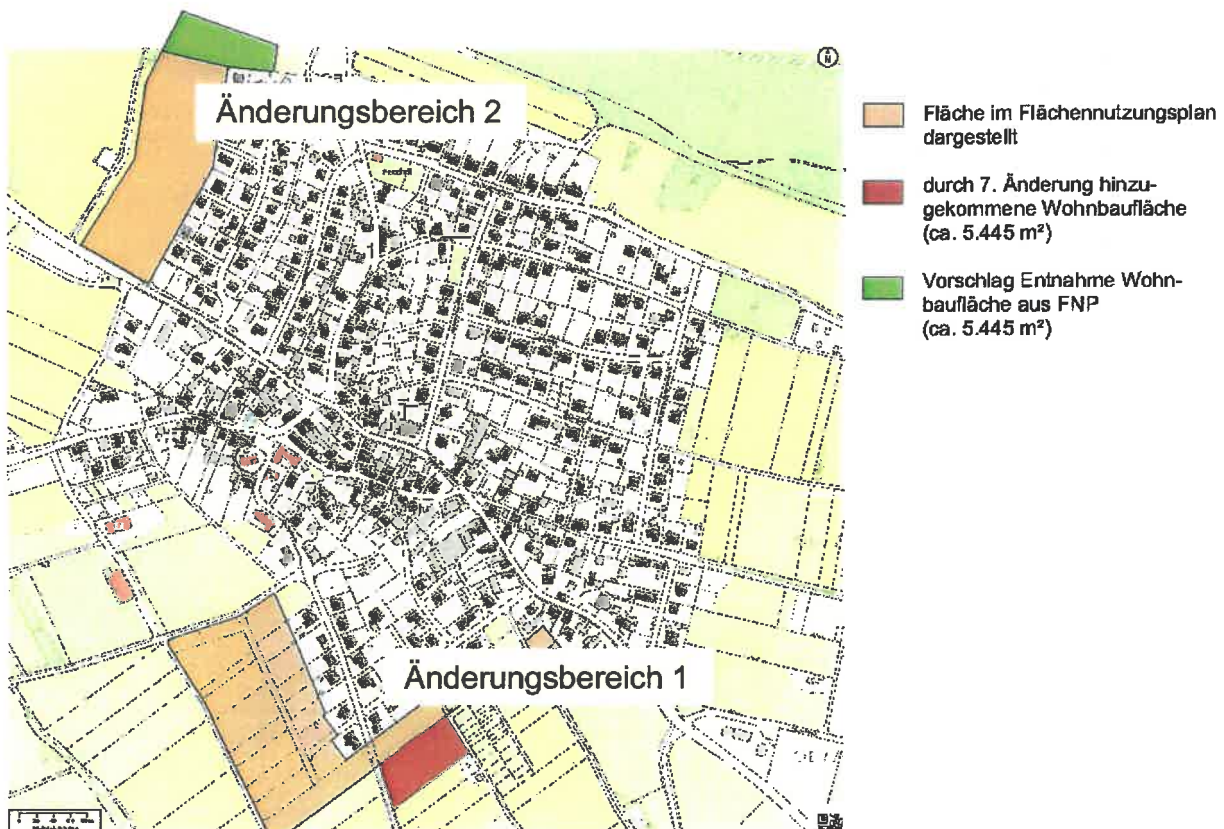 Änderungsbereich 2
Änderungsbereich 1
N
Fläche im Flächennutzungsplan
dargestellt
durch 7. Änderung hinzu-
gekommene Wohnbaufläche
(ca. 5.445 m²)
Vorschlag Entnahme Wohn-
baufläche aus FNP
(ca. 5.445 m²)